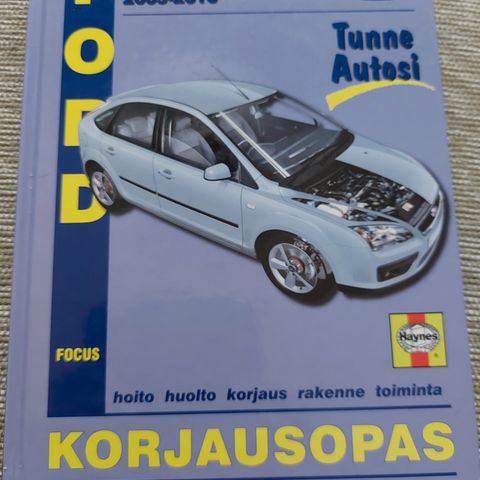 FORD
Tunne
Autosi
FOCUS
Haynes
hoito huolto korjaus rakenne toiminta
KORJAUSOPAS